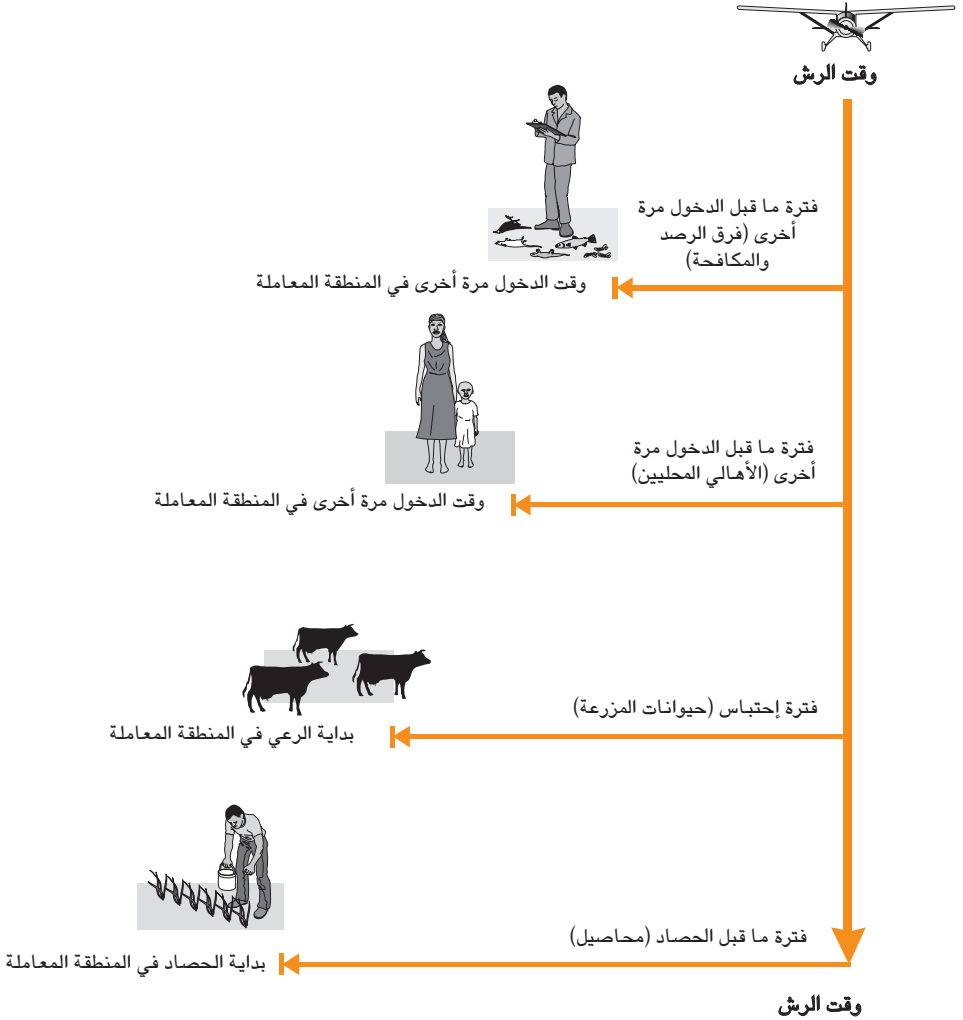 وقت الرش
فترة ما قبل الدخول مرة
أخرى (فرق الرصد
والمكافحة)
وقت الدخول مرة أخرى في المنطقة المعاملة
فترة ما قبل الدخول مرة
أخرى (الأهالي المحليين)
وقت الدخول مرة أخرى في المنطقة المعاملة
فترة إحتباس (حيوانات المزرعة)
بداية الرعي في المنطقة المعاملة
فترة ما قبل الحصاد (محاصيل)
بداية الحصاد في المنطقة المعاملة
وقت الرش